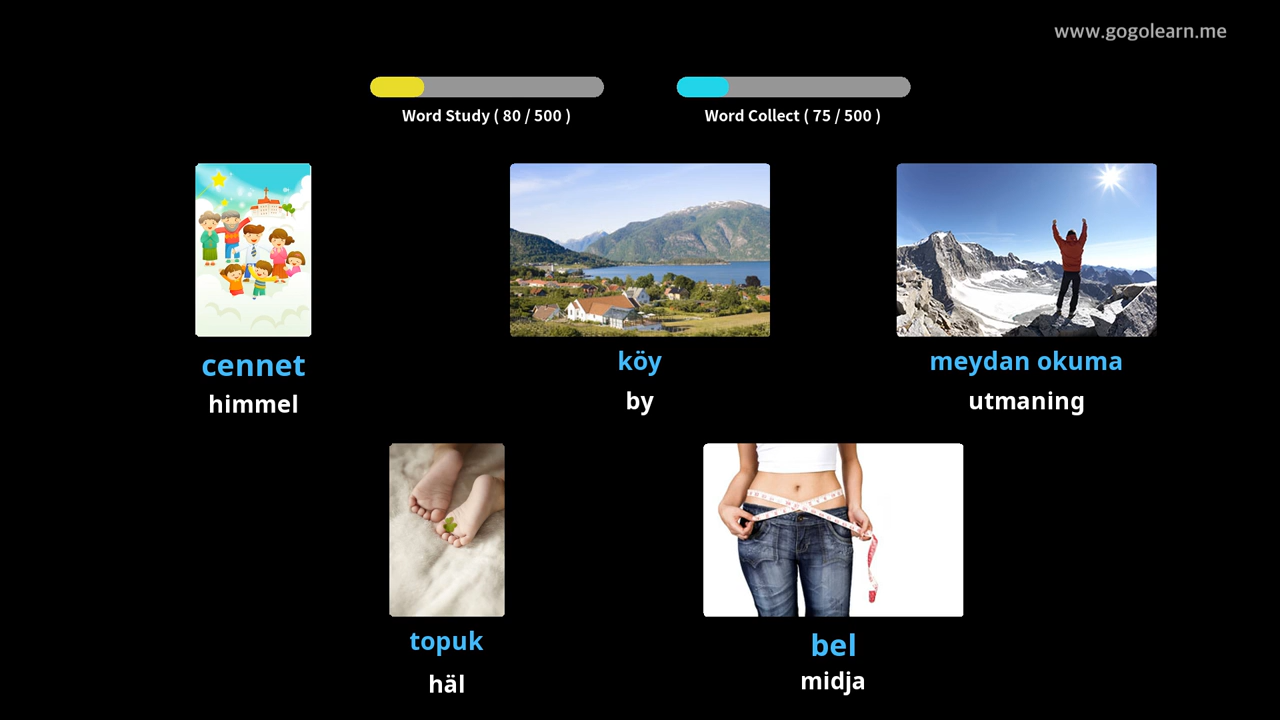 www.gogolearn.me
Word Study ( 80 / 500 )
Word Collect ( 75 / 500 )
cennet
himmel
köy
by
meydan okuma
utmaning
topuk
häl
bel
midja